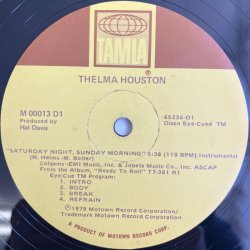 TAMLA
®
THELMA HOUSTON
M 00013 D1
Produced by
Hal Davis
65236-D1
Disco Eye-Cued TM
"SATURDAY NIGHT, SUNDAY MORNING" 5:38 (110 BPM) Instrumental
(N. Helms - M. Bolier)
Colgems-EMI Music Inc. & Jobete Music Co., Inc. ASCAP
From the Album, "Ready To Roll" T7-361 R1
Eye-Cue TM Program:
1. INTRO
2. BODY
3. BREAK
4. REFRAIN
℗ 1979 Motown Record Corporation
Trademark Motown Record Corporation
A PRODUCT OF MOTOWN RECORD CORP.